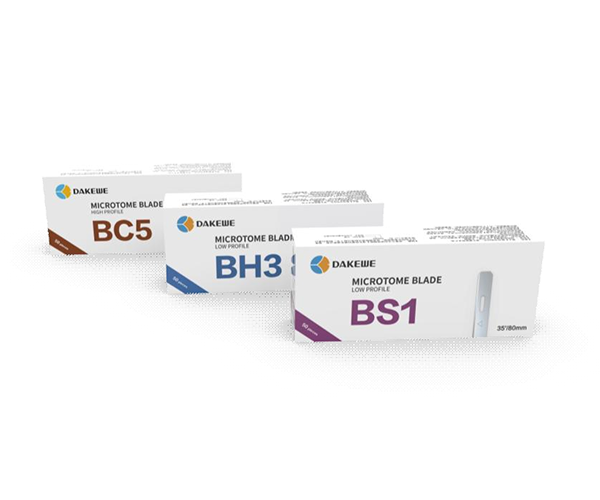 DAKEWE
MICROTOME BLADE
HIGH PROFILE
BC5
DAKEWE
MICROTOME BLAD
LOW PROFILE
BH3
DAKEWE
MICROTOME BLADE
LOW PROFILE
BS1
35°/80mm